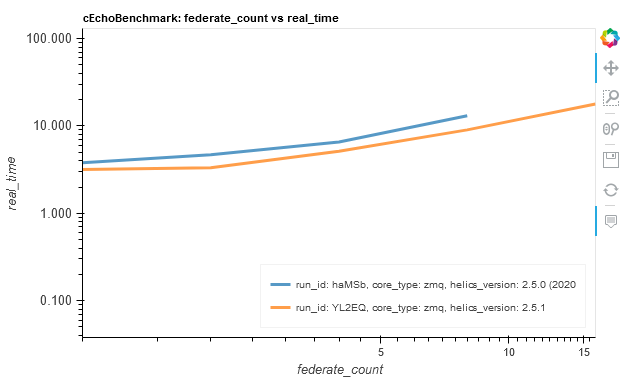 cEchoBenchmark: federate_count vs real_time
100.000
10.000
1.000
0.100
real_time
run_id: haMSb, core_type: zmq, helics_version: 2.5.0 (2020
run_id: YL2EQ, core_type: zmq, helics_version: 2.5.1
5
10
15
federate_count